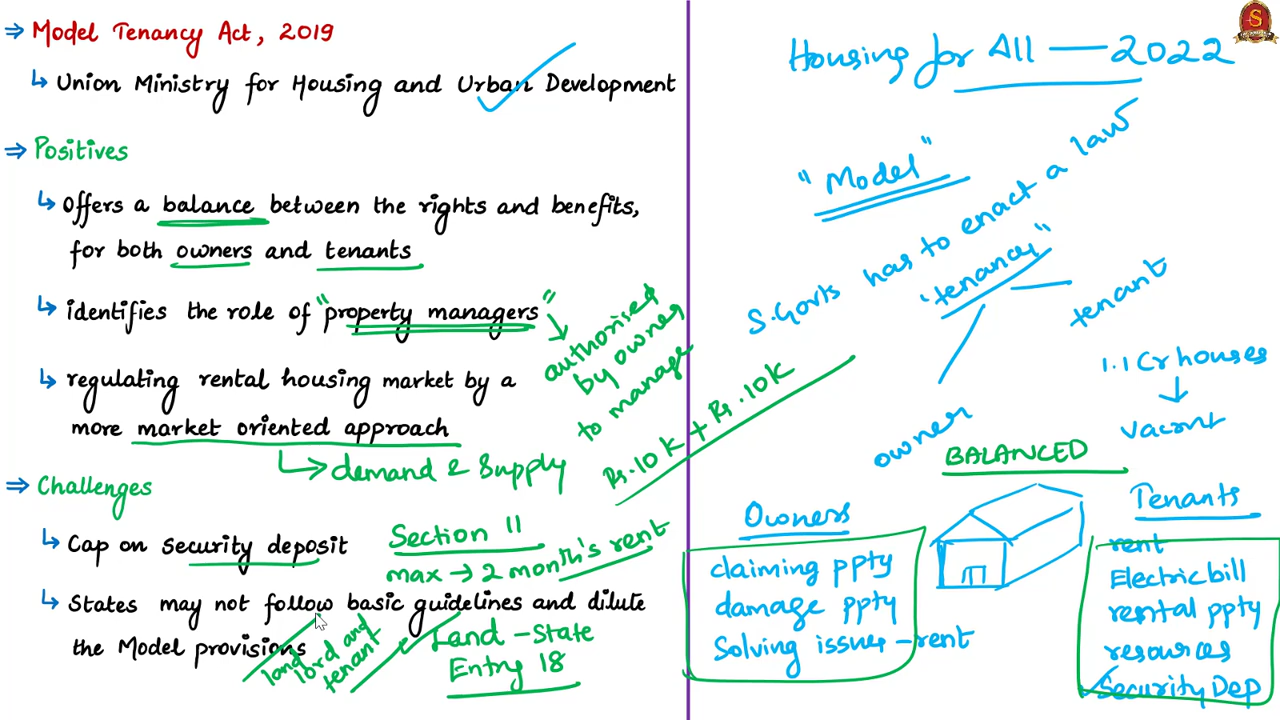 ⇒ Model Tenancy Act, 2019
↳ Union Ministry for Housing and Urban Development
⇒ Positives
↳ Offers a balance between the rights and benefits,
for both owners and tenants
↳ identifies the role of "property managers"
authorised
by owner
to manage
↳ regulating rental housing market by a
more market oriented approach
↳ demand & Supply
⇒ Challenges
↳ Cap on security deposit
Section 11
max → 2 month's rent
↳ States may not follow basic guidelines and dilute
the Model provisions
land
lord and
tenant
Land - State
Entry 18
Rs.10K + Rs.10K
Housing for All — 2022
"Model"
S.Govts has to enact a law
"tenancy"
tenant
owner
1.1 Cr houses
↓
vacant
BALANCED
Owners
claiming ppty
damage ppty
Solving issues - rent
Tenants
rent
Electric bill
rental ppty
resources
Security Dep
S